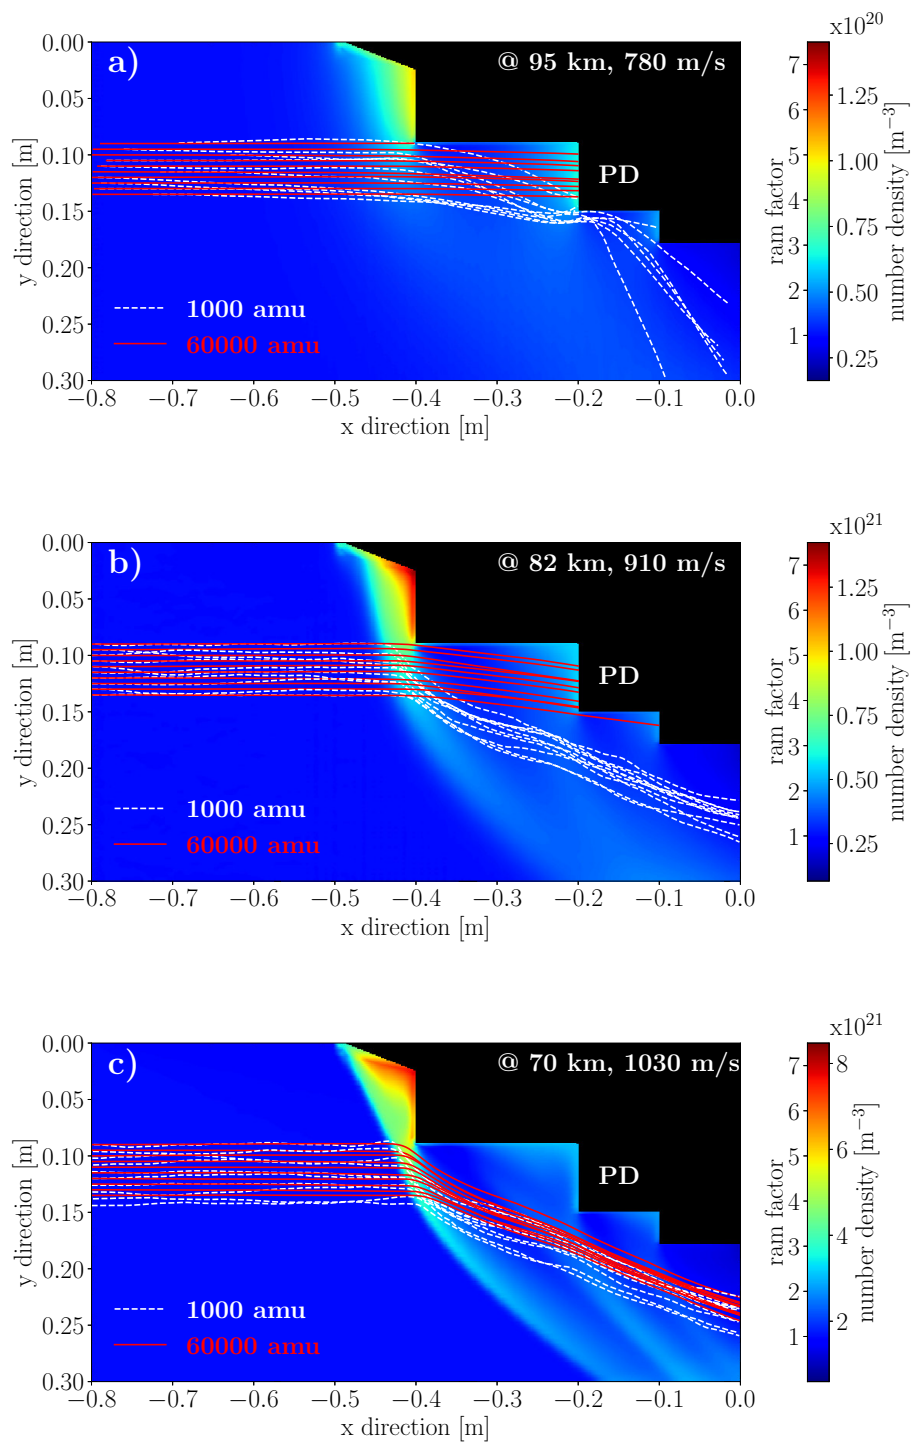 a)
@ 95 km, 780 m/s
PD
1000 amu
60000 amu
0.00
0.05
0.10
0.15
0.20
0.25
0.30
y direction [m]
−0.8 −0.7 −0.6 −0.5 −0.4 −0.3 −0.2 −0.1 0.0
x direction [m]
7
6
5
4
3
2
1
ram factor
x10^20
1.25
1.00
0.75
0.50
0.25
number density [m^−3]
b)
@ 82 km, 910 m/s
PD
1000 amu
60000 amu
0.00
0.05
0.10
0.15
0.20
0.25
0.30
y direction [m]
−0.8 −0.7 −0.6 −0.5 −0.4 −0.3 −0.2 −0.1 0.0
x direction [m]
7
6
5
4
3
2
1
ram factor
x10^21
1.25
1.00
0.75
0.50
0.25
number density [m^−3]
c)
@ 70 km, 1030 m/s
PD
1000 amu
60000 amu
0.00
0.05
0.10
0.15
0.20
0.25
0.30
y direction [m]
−0.8 −0.7 −0.6 −0.5 −0.4 −0.3 −0.2 −0.1 0.0
x direction [m]
7
6
5
4
3
2
1
ram factor
x10^21
8
6
4
2
number density [m^−3]